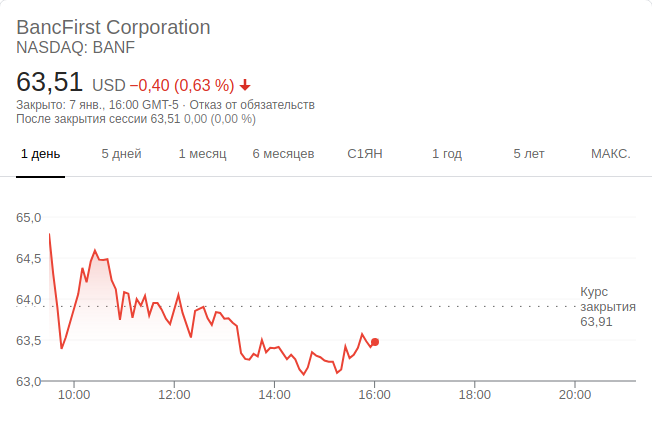 BancFirst Corporation
NASDAQ: BANF
63,51 USD −0,40 (0,63 %)
Закрыто: 7 янв., 16:00 GMT-5 · Отказ от обязательств
После закрытия сессии 63,51 0,00 (0,00 %)
1 день 5 дней 1 месяц 6 месяцев С1ЯН 1 год 5 лет МАКС.
65,0
64,5
64,0
63,5
63,0
Курс
закрытия
63,91
10:00 12:00 14:00 16:00 18:00 20:00